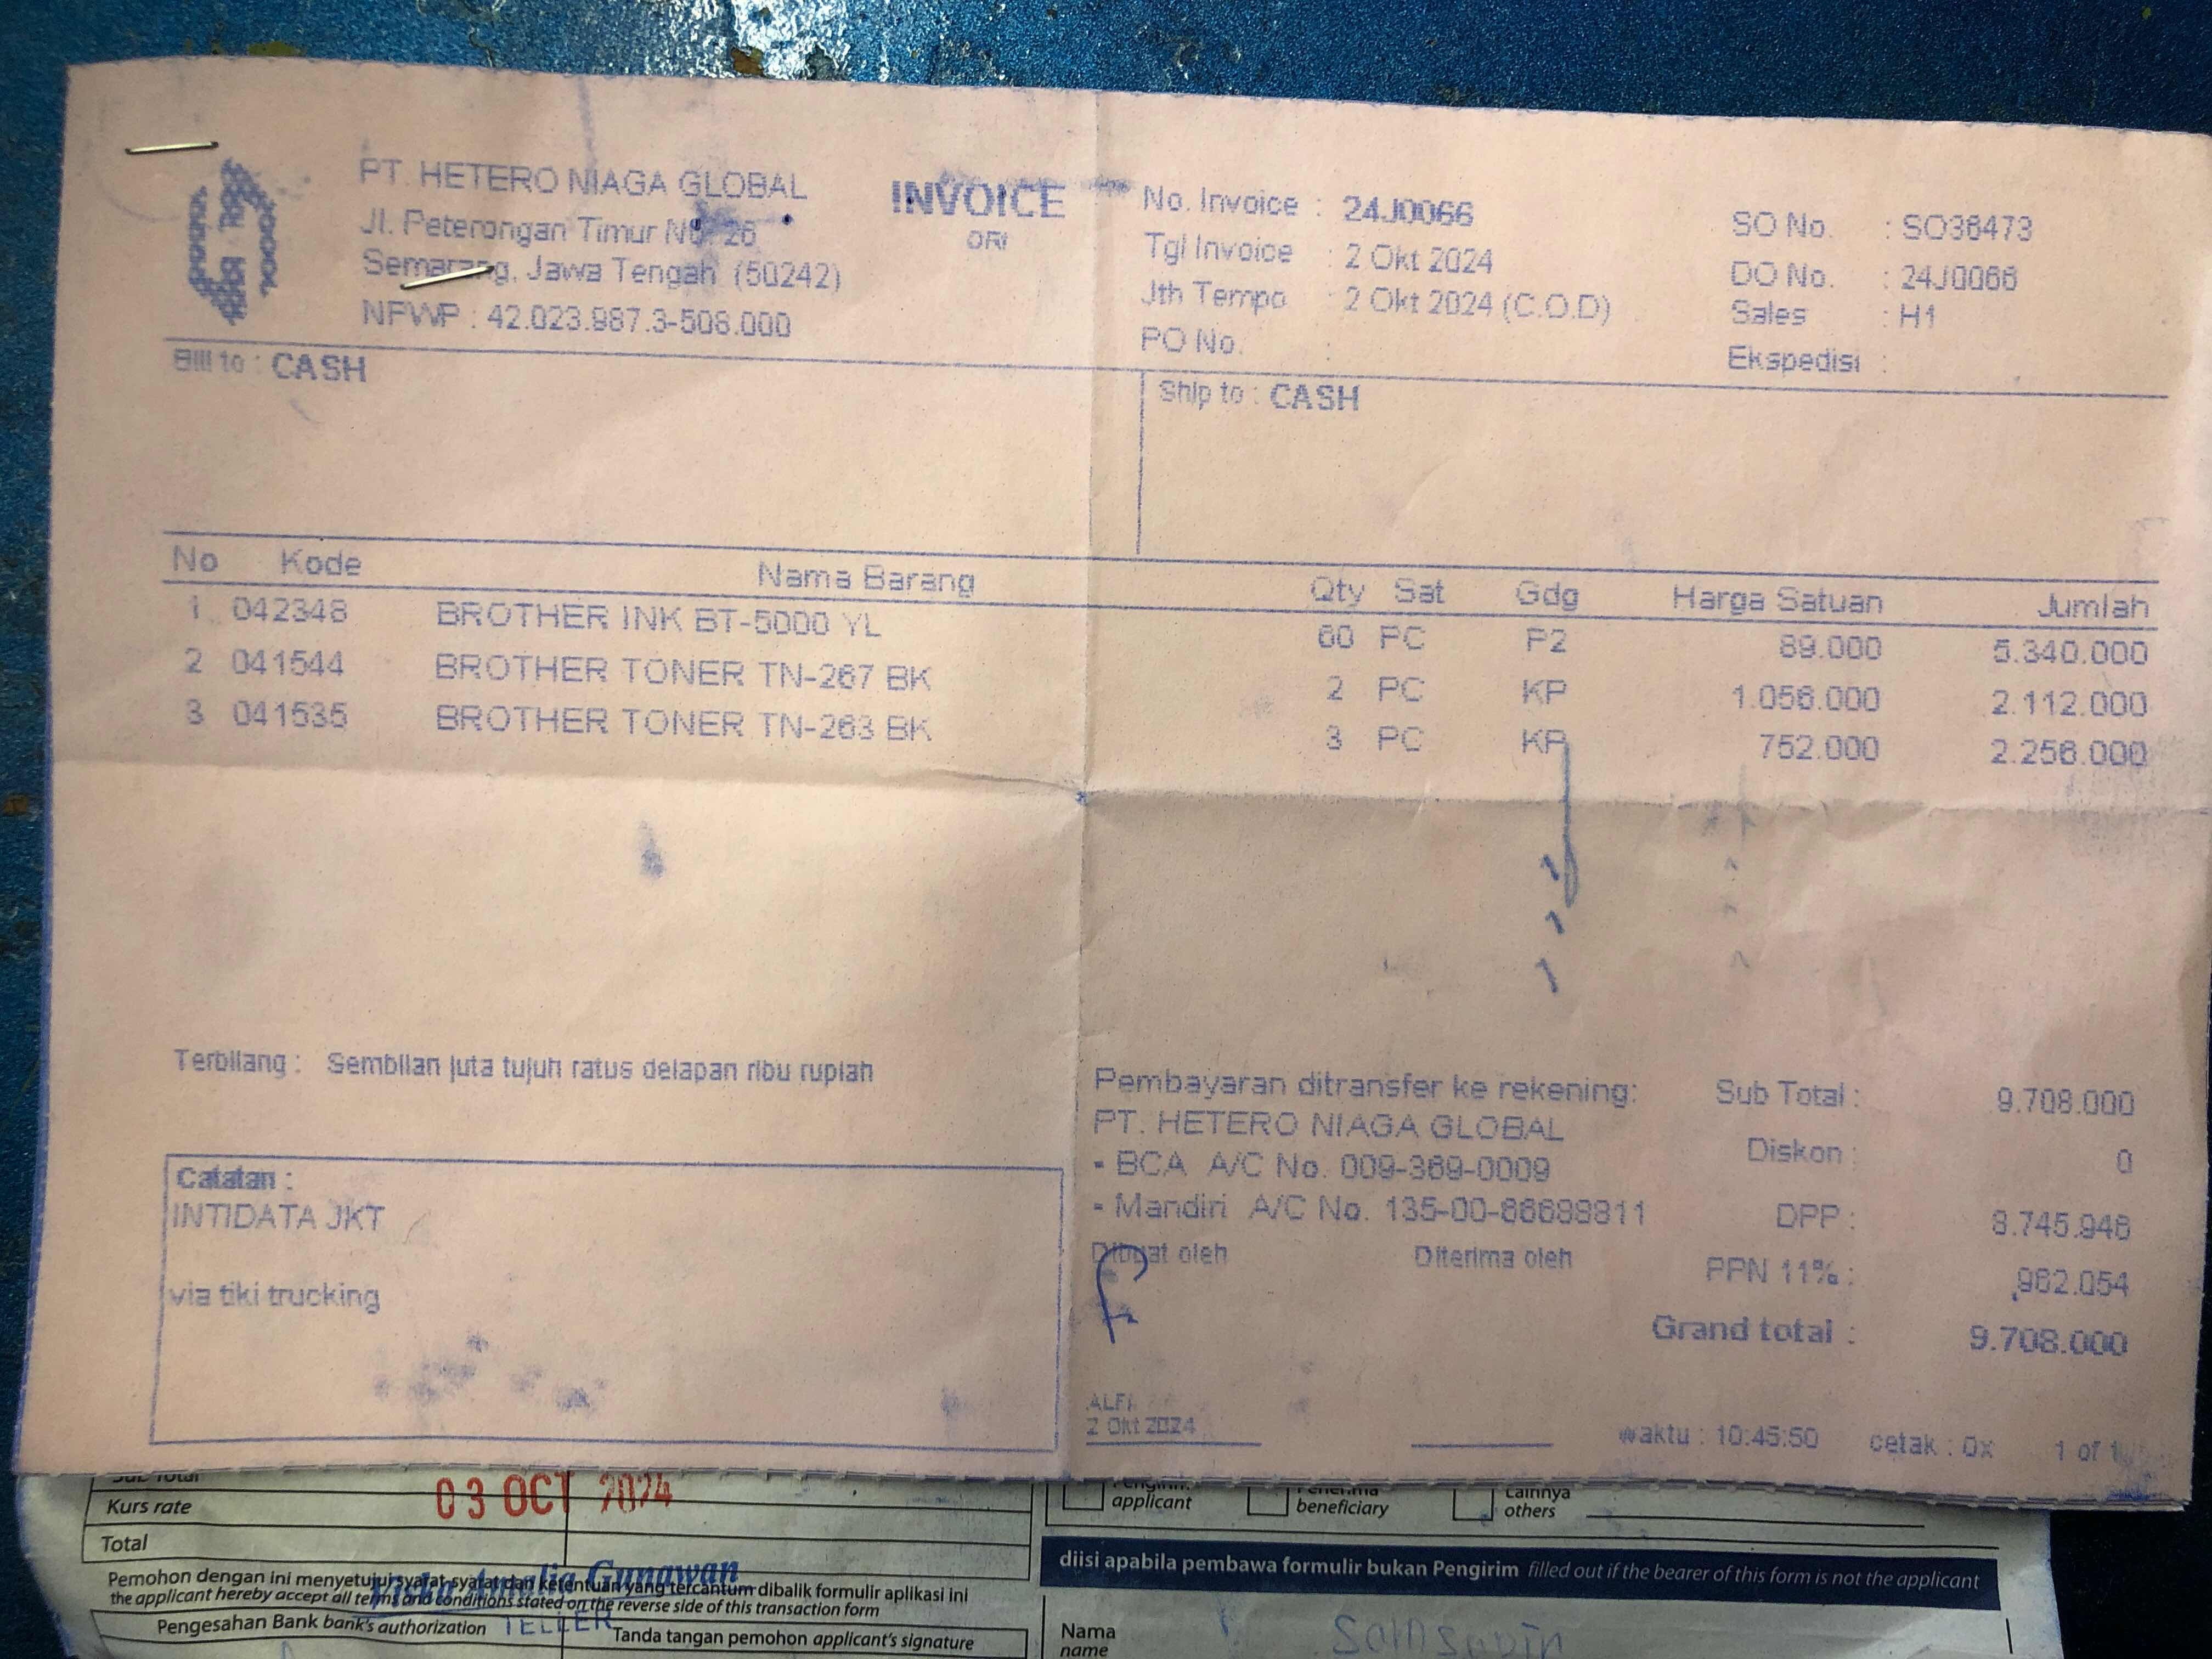 PT. HETERO NIAGA GLOBAL
Jl. Peterongan Timur No 26
Semarang, Jawa Tengah (50242)
NPWP : 42.023.987.3-508.000
INVOICE
ORI
No. Invoice : 24J0066
Tgl Invoice : 2 Okt 2024
Jth Tempo : 2 Okt 2024 (C.O.D)
PO No. :
SO No. : SO36473
DO No. : 24J0066
Sales : H1
Ekspedisi :
Bill to : CASH
Ship to : CASH
No Kode Nama Barang Qty Sat Gdg Harga Satuan Jumlah
1 042348 BROTHER INK BT-5000 YL 60 PC P2 89.000 5.340.000
2 041544 BROTHER TONER TN-267 BK 2 PC KP 1.056.000 2.112.000
3 041535 BROTHER TONER TN-263 BK 3 PC KP 752.000 2.256.000
Terbilang : Sembilan juta tujuh ratus delapan ribu rupiah
Catatan :
INTIDATA JKT
via tiki trucking
Pembayaran ditransfer ke rekening:
PT. HETERO NIAGA GLOBAL
- BCA A/C No. 009-369-0009
- Mandiri A/C No.
Dibuat oleh Diterima oleh
Sub Total : 9.708.000
Diskon : 0
DPP : 8.745.946
PPN 11% : 962.054
Grand total : 9.708.000
ALFI
2 Okt 2024
waktu : 10:45:50 cetak : 0x 1 of 1
Sub Total
Kurs rate
03 OCT 2024
Total
Pemohon dengan ini menyetujui syarat-syarat dan ketentuan yang tercantum dibalik formulir aplikasi ini
the applicant hereby accept all terms and conditions stated on the reverse side of this transaction form
Viska Amalia Gunawan
TELLER
Pengesahan Bank bank's authorization
Tanda tangan pemohon applicant's signature
Pengirim
applicant
Penerima
beneficiary
Lainnya
others
diisi apabila pembawa formulir bukan Pengirim filled out if the bearer of this form is not the applicant
Nama
name